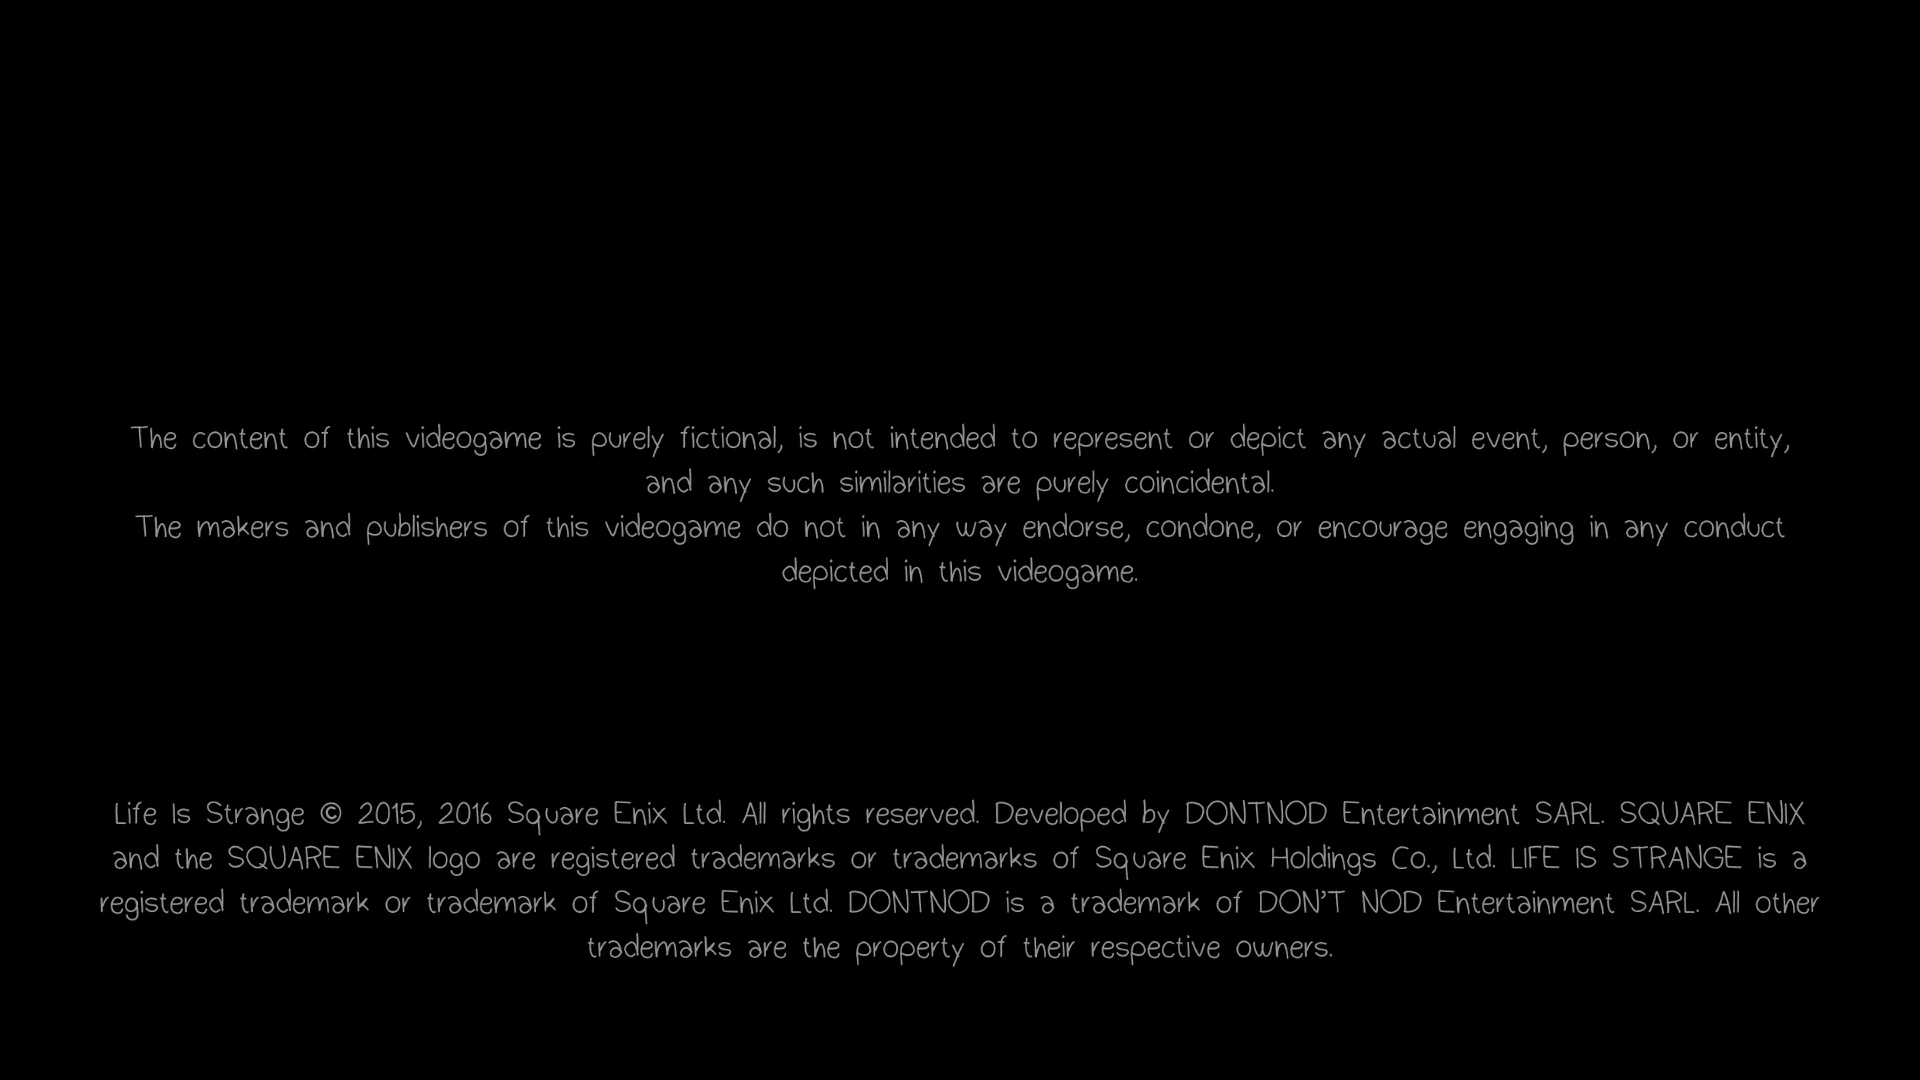 The content of this videogame is purely fictional, is not intended to represent or depict any actual event, person, or entity,
and any such similarities are purely coincidental.
The makers and publishers of this videogame do not in any way endorse, condone, or encourage engaging in any conduct
depicted in this videogame.
Life Is Strange © 2015, 2016 Square Enix Ltd. All rights reserved. Developed by DONTNOD Entertainment SARL. SQUARE ENIX
and the SQUARE ENIX logo are registered trademarks or trademarks of Square Enix Holdings Co., Ltd. LIFE IS STRANGE is a
registered trademark or trademark of Square Enix Ltd. DONTNOD is a trademark of DON’T NOD Entertainment SARL. All other
trademarks are the property of their respective owners.